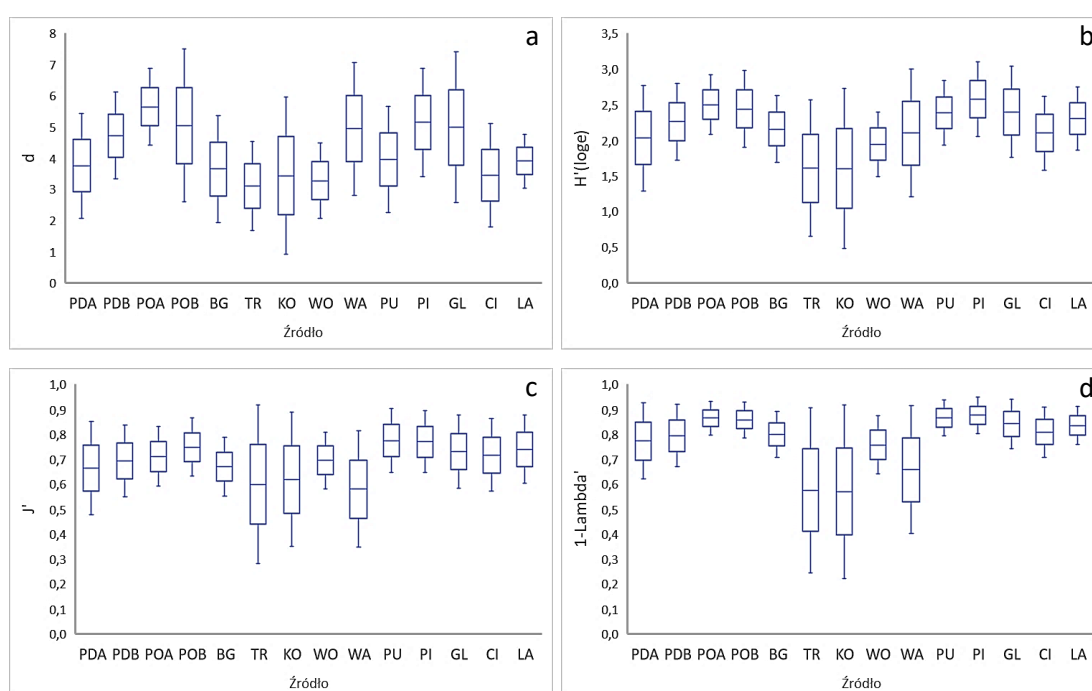 a
8
7
6
5
4
3
2
1
0
d
PDA PDB POA POB BG TR KO WO WA PU PI GL CI LA
Źródło
b
3,5
3,0
2,5
2,0
1,5
1,0
0,5
0,0
H'(loge)
PDA PDB POA POB BG TR KO WO WA PU PI GL CI LA
Źródło
c
1,0
0,9
0,8
0,7
0,6
0,5
0,4
0,3
0,2
0,1
0,0
J'
PDA PDB POA POB BG TR KO WO WA PU PI GL CI LA
Źródło
d
1,0
0,9
0,8
0,7
0,6
0,5
0,4
0,3
0,2
0,1
0,0
1-Lambda'
PDA PDB POA POB BG TR KO WO WA PU PI GL CI LA
Źródło